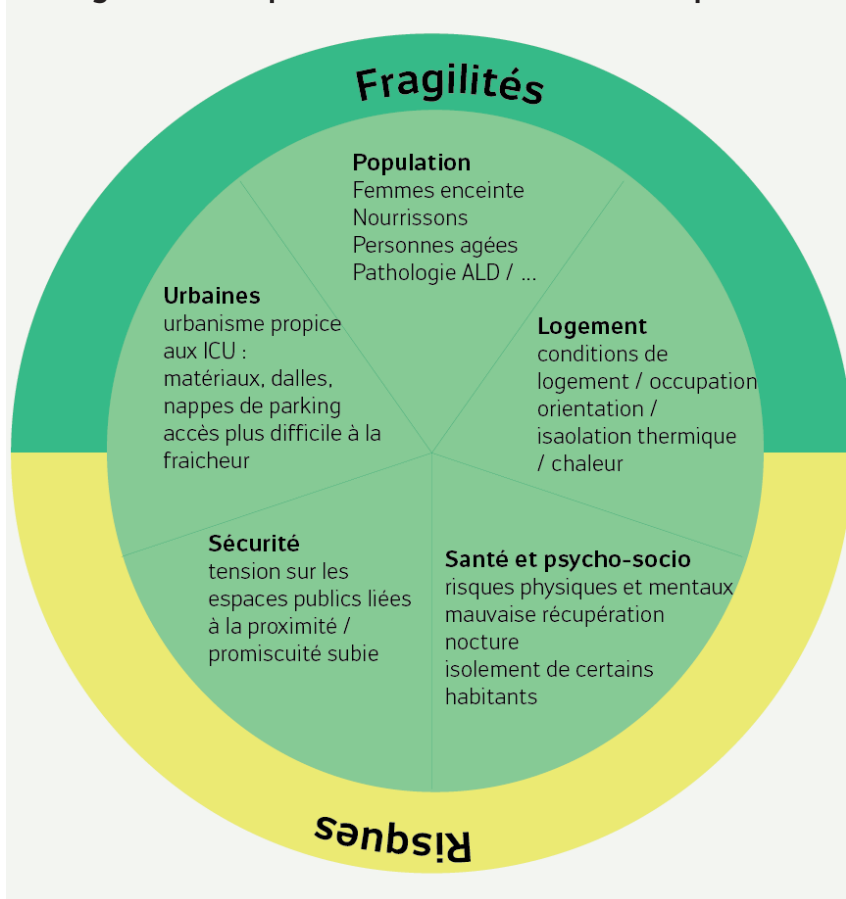 Fragilités
Population
Femmes enceinte
Nourrissons
Personnes agées
Pathologie ALD / ...
Urbaines
urbanisme propice
aux ICU :
matériaux, dalles,
nappes de parking
accès plus difficile à la
fraicheur
Logement
conditions de
logement / occupation
orientation /
isaolation thermique
/ chaleur
Sécurité
tension sur les
espaces publics liées
à la proximité /
promiscuité subie
Santé et psycho-socio
risques physiques et mentaux
mauvaise récupération
nocture
isolement de certains
habitants
Risques